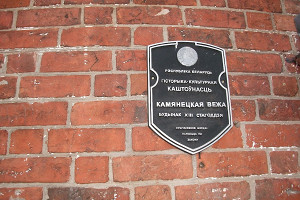 РЭСПУБЛІКА БЕЛАРУСЬ
ГІСТОРЫКА-КУЛЬТУРНАЯ
КАШТОЎНАСЦЬ
КАМЯНЕЦКАЯ ВЕЖА
БУДЫНАК XIII СТАГОДДЗЯ